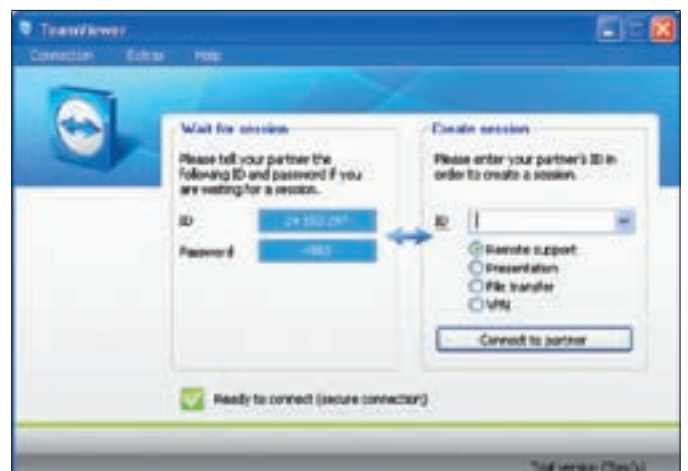 TeamViewer
Connection Extras Help
Wait for session
Please tell your partner the
following ID and password if you
are waiting for a session.
ID
Password
Create session
Please enter your partner's ID in
order to create a session.
ID
Remote support
Presentation
File transfer
VPN
Connect to partner
Ready to connect (secure connection)
Trial version